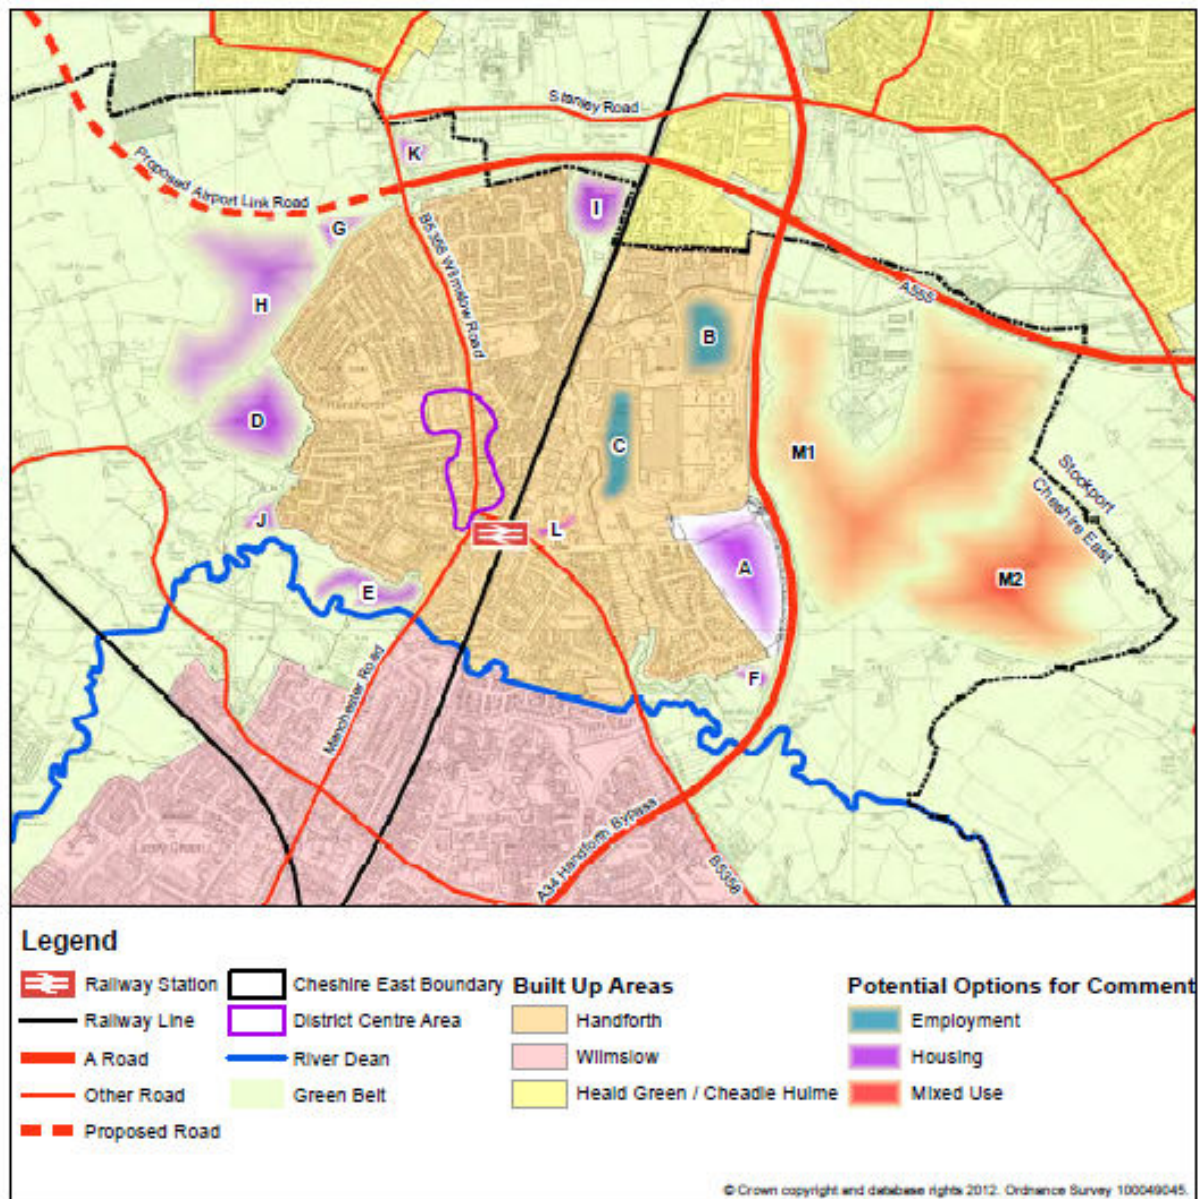 Stanley Road
Proposed Airport Link Road
K
G
I
B5358 Wilmslow Road
H
A555
B
D
C
M1
Stockport
Cheshire East
J
L
A
M2
E
F
Manchester Road
A34 Handforth ByPass
B5358
Legend
Railway Station
Cheshire East Boundary
Built Up Areas
Potential Options for Comment
Railway Line
District Centre Area
Handforth
Employment
A Road
River Dean
Wilmslow
Housing
Other Road
Green Belt
Heald Green / Cheadle Hulme
Mixed Use
Proposed Road
© Crown copyright and database rights 2012. Ordnance Survey 100049045.